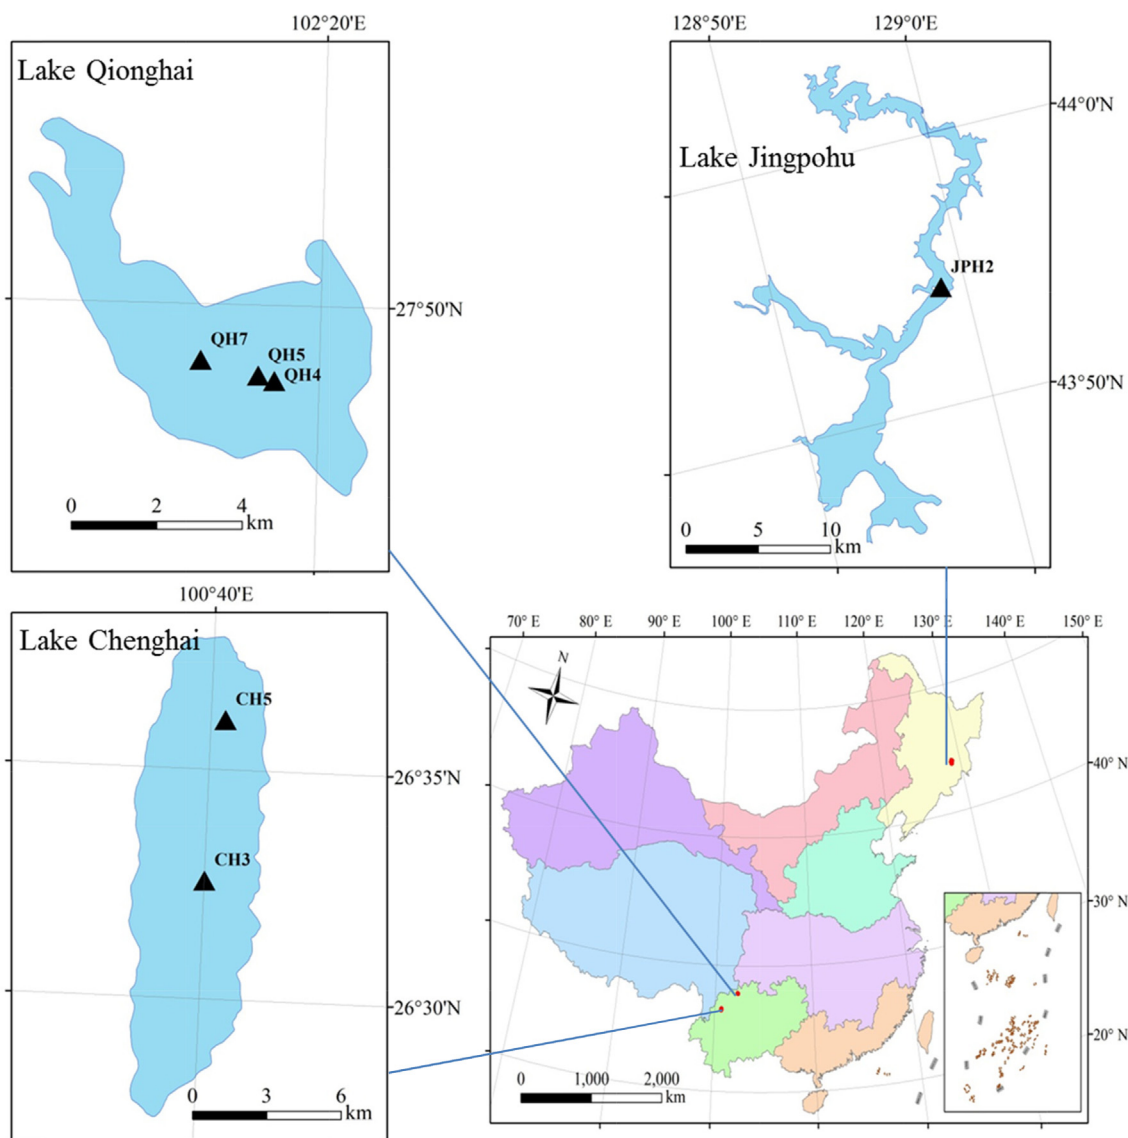 102°20'E
Lake Qionghai
27°50'N
QH7
QH5
QH4
0 2 4
km
128°50'E 129°0'E
44°0'N
Lake Jingpohu
JPH2
43°50'N
0 5 10
km
100°40'E
Lake Chenghai
CH5
26°35'N
CH3
26°30'N
0 3 6
km
70° E 80° E 90° E 100° E 110° E 120° E 130° E 150° E
N
40° N
30° N
20° N
0 1,000 2,000
km